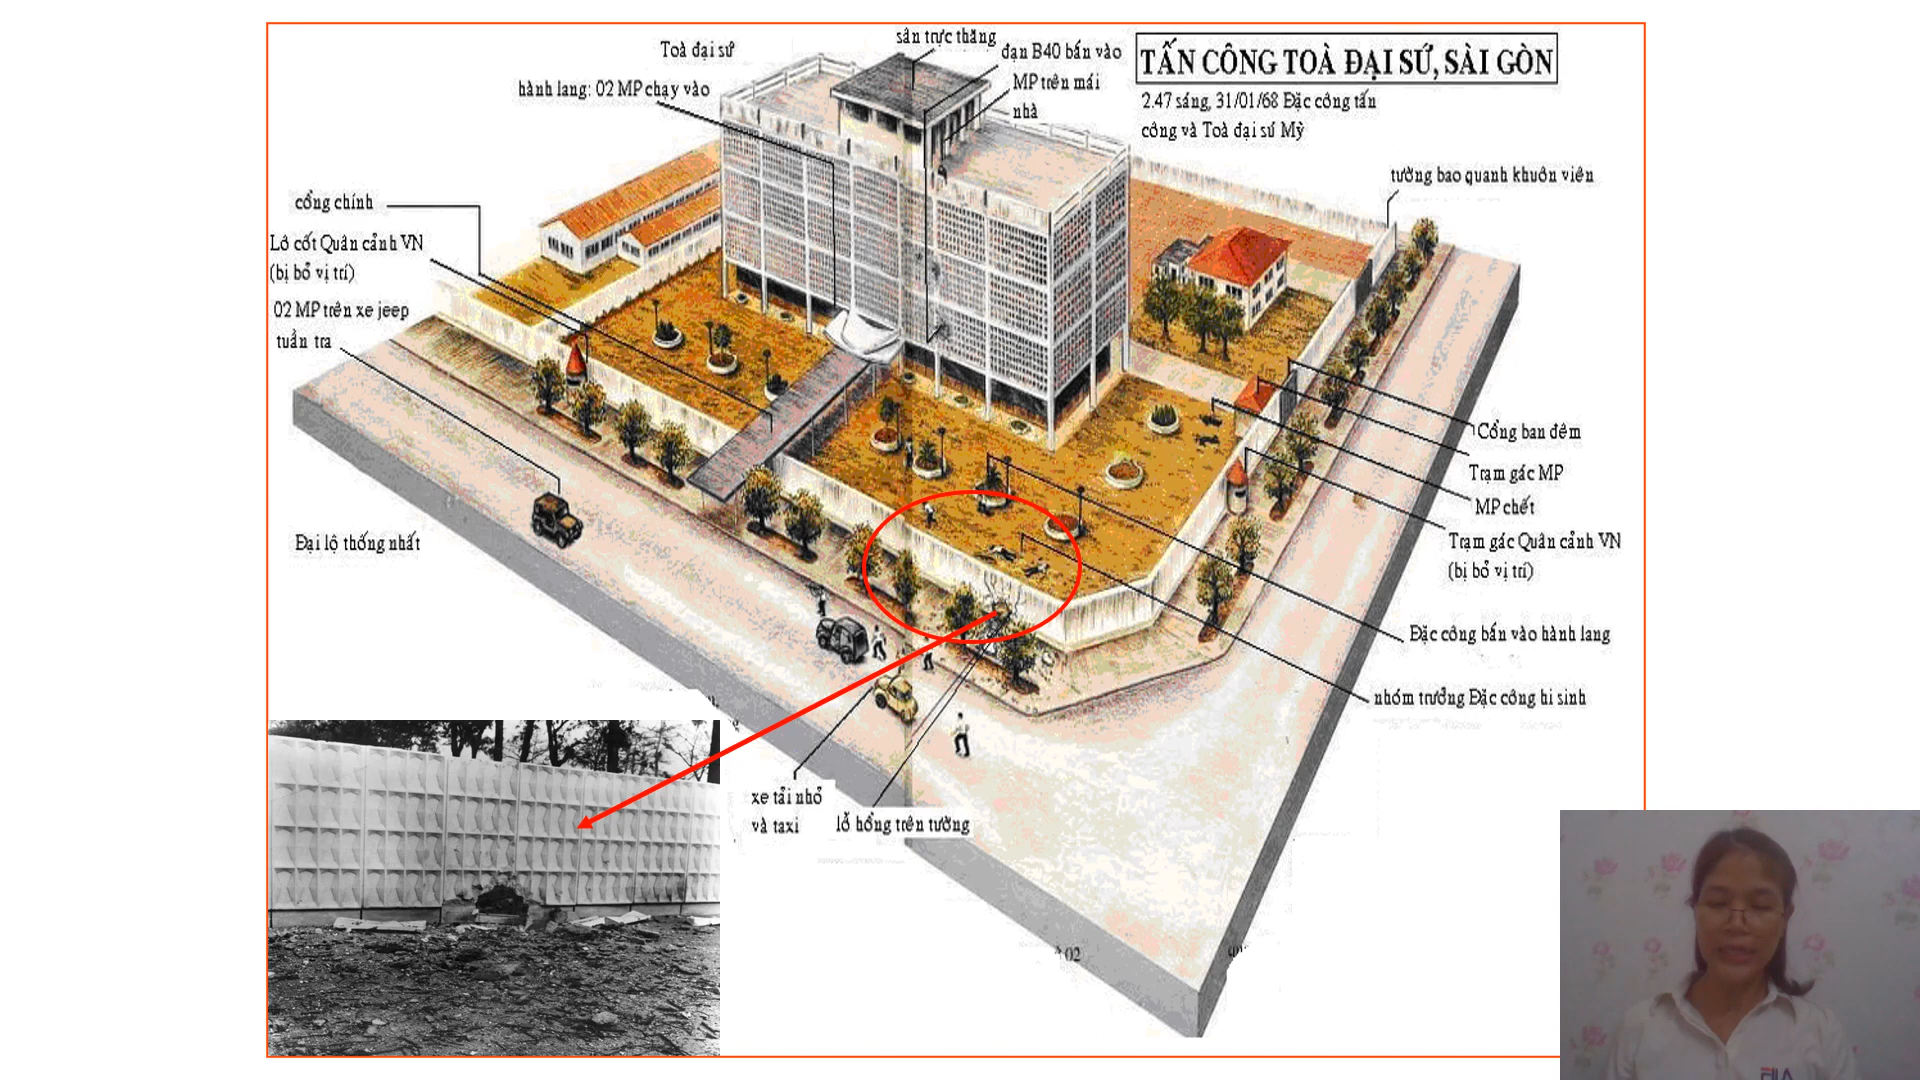 TẤN CÔNG TOÀ ĐẠI SỨ, SÀI GÒN
2.47 sáng, 31/01/68 Đặc công tấn
công và Toà đại sứ Mỳ
Toà đại sứ
sân trực thăng
đạn B40 bắn vào
MP trên mái
nhà
hành lang: 02 MP chạy vào
tường bao quanh khuôn viên
cổng chính
Lô cốt Quân cảnh VN
(bị bỏ vị trí)
02 MP trên xe jeep
tuần tra
Cổng ban đêm
Trạm gác MP
MP chết
Trạm gác Quân cảnh VN
(bị bỏ vị trí)
Đại lộ thống nhất
Đặc công bắn vào hành lang
nhóm trưởng Đặc công hi sinh
xe tải nhỏ
và taxi
lỗ hổng trên tường
02
FILA